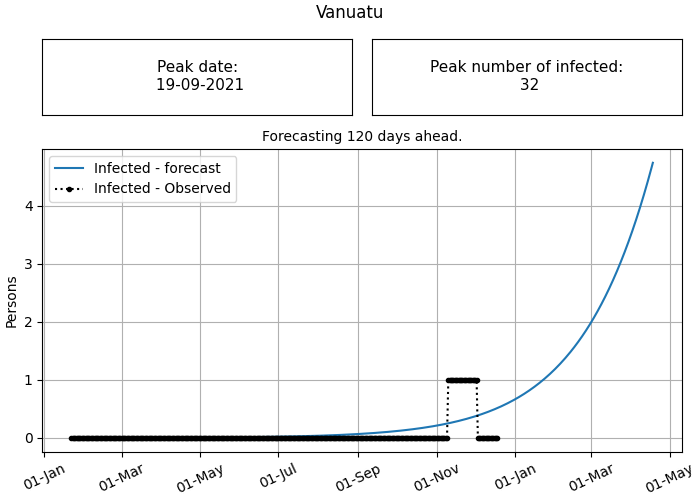 Vanuatu
Peak date:
19-09-2021
Peak number of infected:
32
Forecasting 120 days ahead.
Infected - forecast
Infected - Observed
Persons
4
3
2
1
0
01-Jan
01-Mar
01-May
01-Jul
01-Sep
01-Nov
01-Jan
01-Mar
01-May